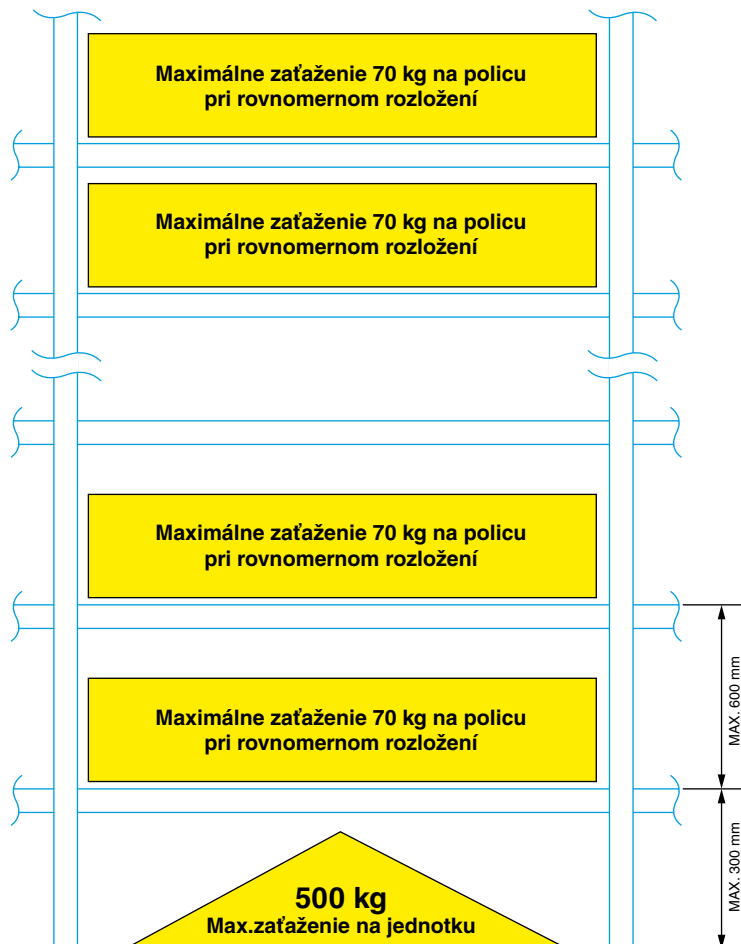 Maximálne zaťaženie 70 kg na policu
pri rovnomernom rozložení
Maximálne zaťaženie 70 kg na policu
pri rovnomernom rozložení
Maximálne zaťaženie 70 kg na policu
pri rovnomernom rozložení
MAX. 600 mm
Maximálne zaťaženie 70 kg na policu
pri rovnomernom rozložení
MAX. 300 mm
500 kg
Max.zaťaženie na jednotku